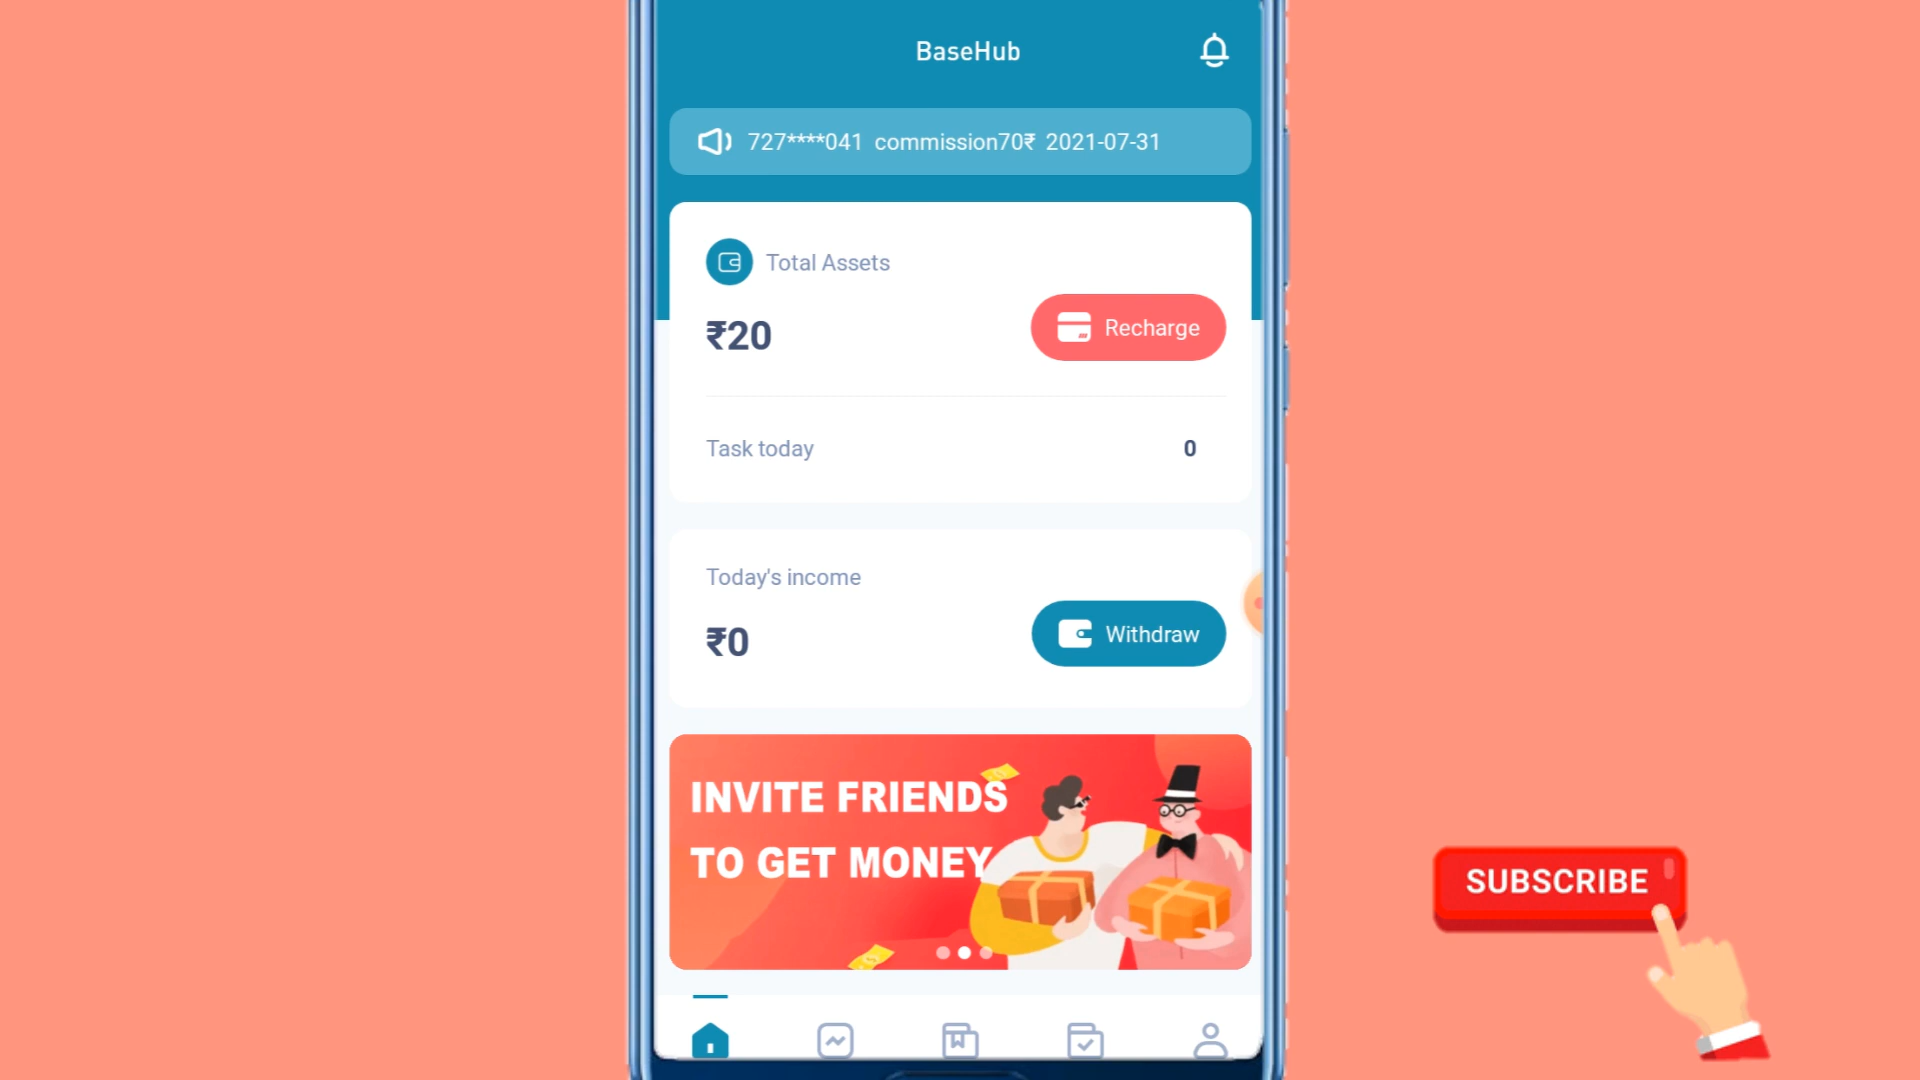 BaseHub
727****041 commission70₹ 2021-07-31
Total Assets
₹20
Recharge
Task today
0
Today's income
₹0
Withdraw
INVITE FRIENDS
TO GET MONEY
SUBSCRIBE